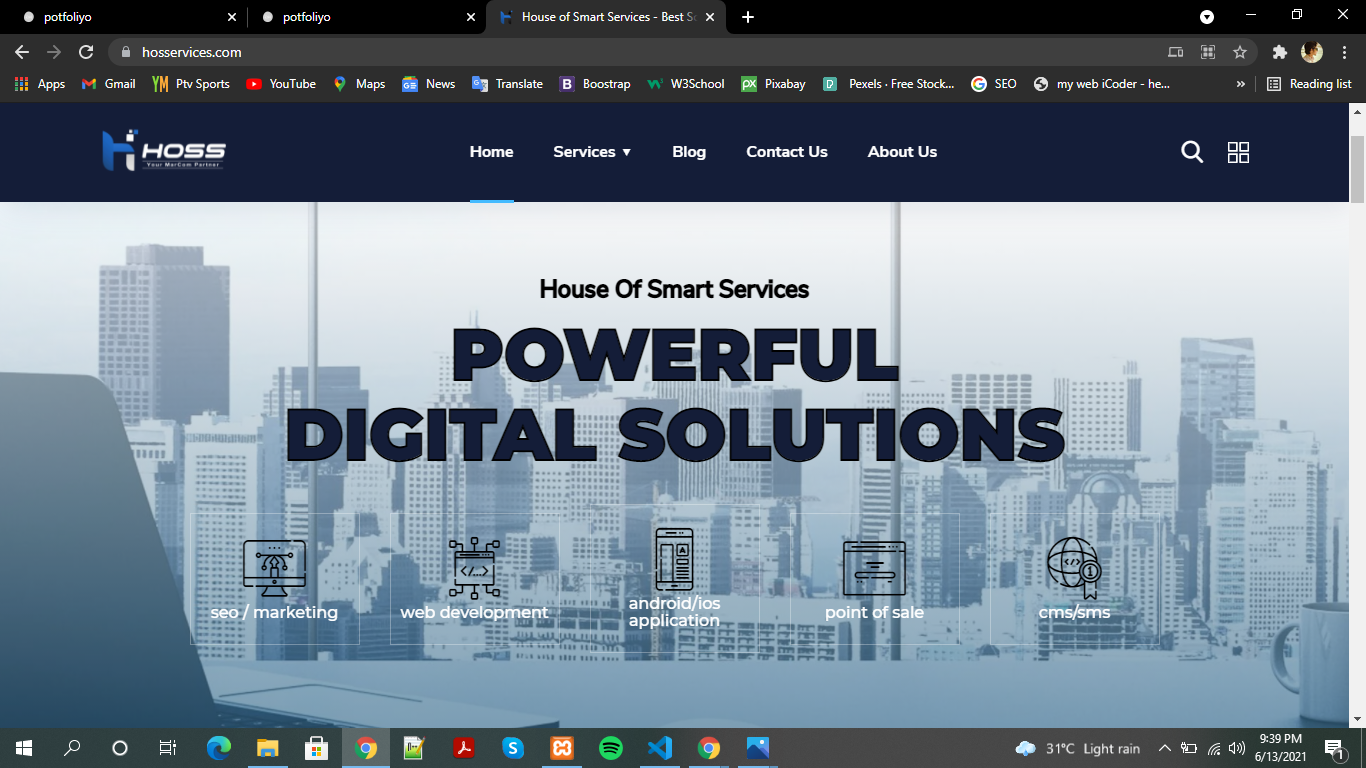 potfoliyo
potfoliyo
House of Smart Services - Best S
hosservices.com
Apps
Gmail
Ptv Sports
YouTube
Maps
News
Translate
Boostrap
W3School
Pixabay
Pexels · Free Stock...
SEO
my web iCoder - he...
»
Reading list
HOSS
Your MarCom Partner
Home
Services
Blog
Contact Us
About Us
House Of Smart Services
POWERFUL
DIGITAL SOLUTIONS
seo / marketing
web development
android/ios
application
point of sale
cms/sms
31°C Light rain
9:39 PM
6/13/2021
1